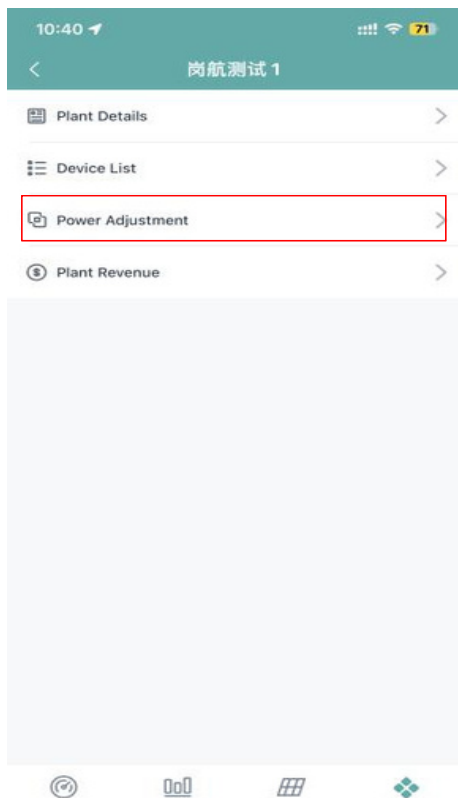 10:40
71
岗航测试1
Plant Details
Device List
Power Adjustment
Plant Revenue